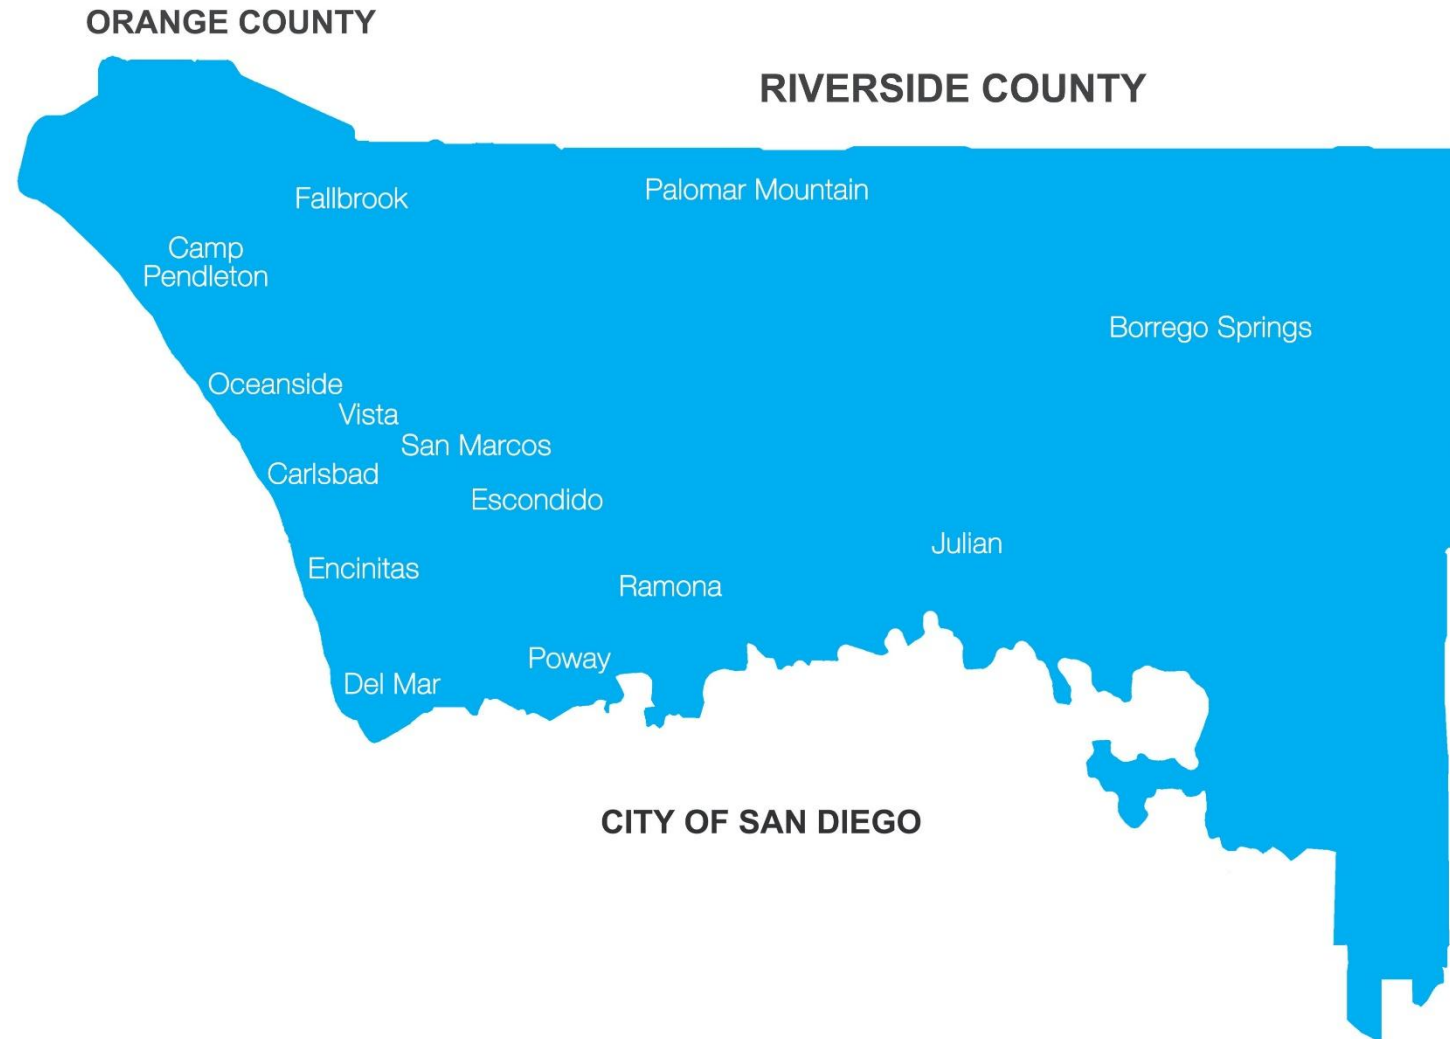 ORANGE COUNTY
RIVERSIDE COUNTY
Fallbrook
Palomar Mountain
Camp
Pendleton
Borrego Springs
Oceanside
Vista
San Marcos
Carlsbad
Escondido
Julian
Encinitas
Ramona
Poway
Del Mar
CITY OF SAN DIEGO